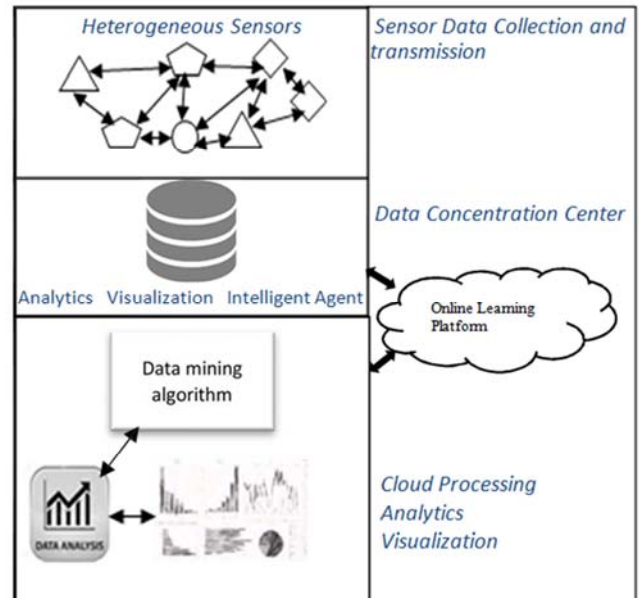 Heterogeneous Sensors
Sensor Data Collection and
transmission
Data Concentration Center
Analytics Visualization Intelligent Agent
Online Learning
Platform
Data mining
algorithm
DATA ANALYSIS
Cloud Processing
Analytics
Visualization